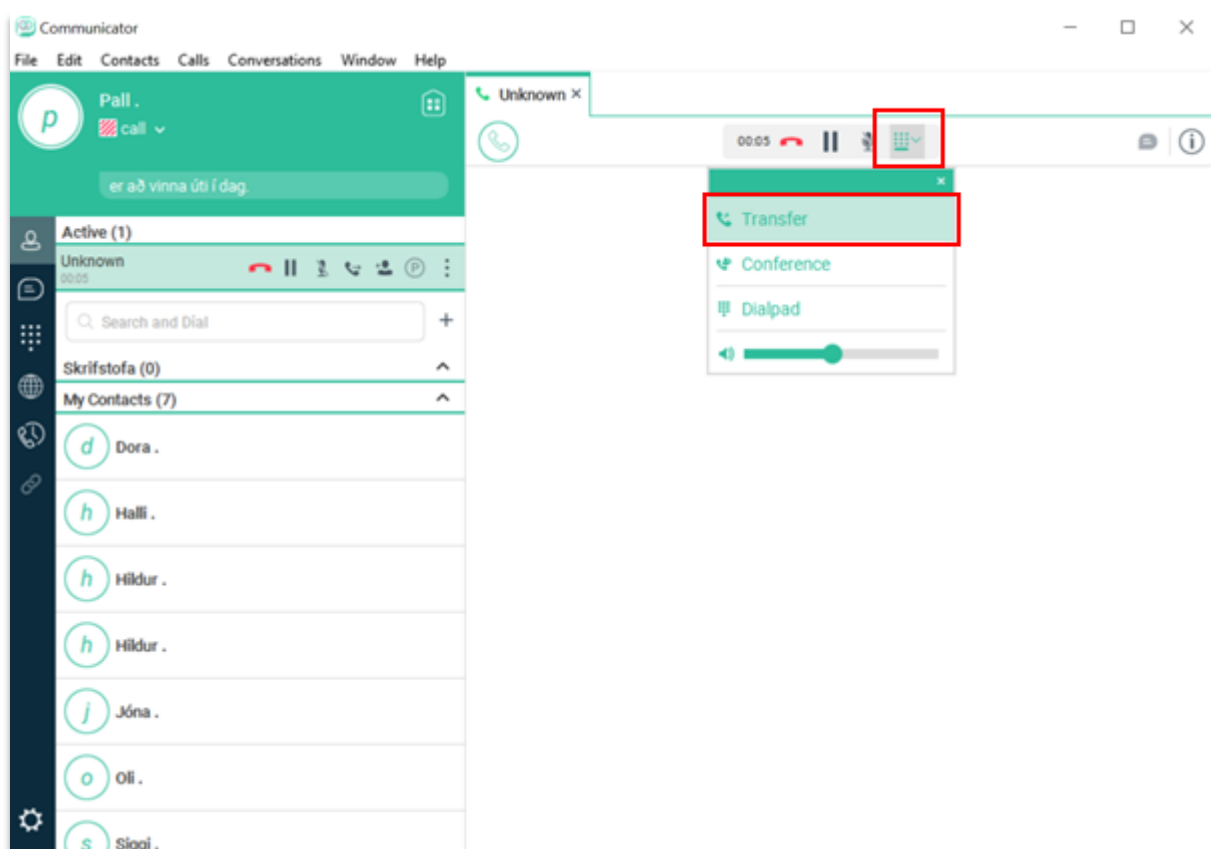 Communicator
File Edit Contacts Calls Conversations Window Help
p
Pall .
call
er að vinna úti í dag.
Active (1)
Unknown
00:05
P
Search and Dial
Skrifstofa (0)
My Contacts (7)
d Dora .
h Halli .
h Hildur .
h Hildur .
j Jóna .
o Oli .
s Siggi .
Unknown ×
00:05
Transfer
Conference
Dialpad